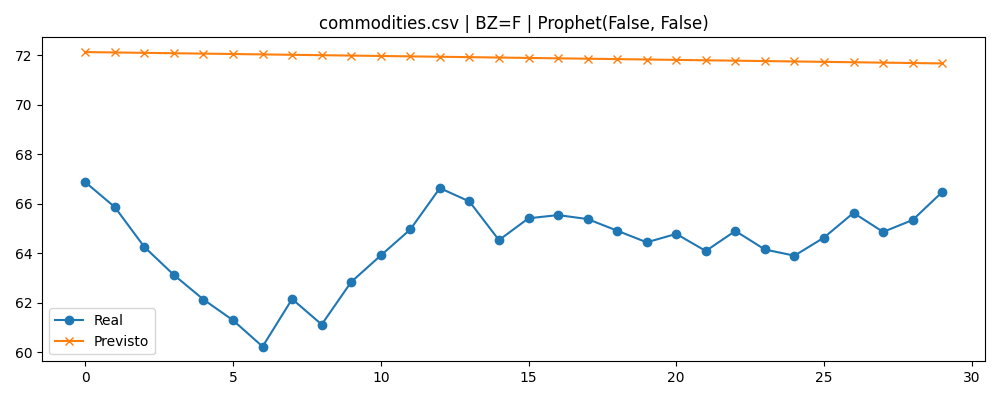 commodities.csv | BZ=F | Prophet(False, False)
72
70
68
66
64
62
60
Real
Previsto
0 5 10 15 20 25 30